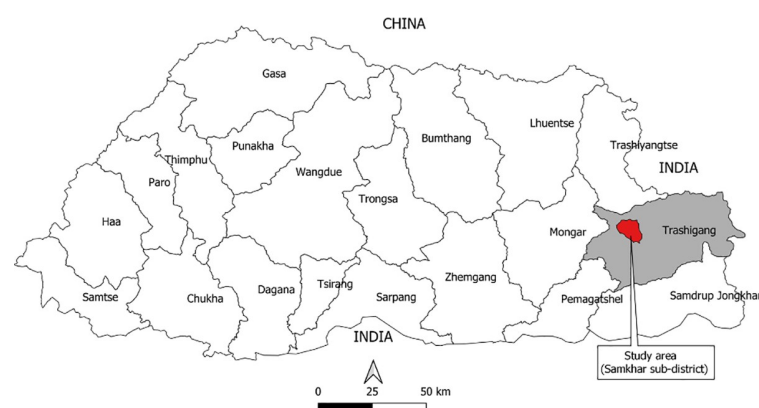 CHINA
Gasa
Lhuentse
Bumthang
Trashiyangtse
Punakha
Thimphu
INDIA
Wangdue
Paro
Trongsa
Haa
Mongar
Trashigang
Zhemgang
Dagana
Tsirang
Samtse
Chukha
Sarpang
Pemagatshel
Samdrup Jongkhar
INDIA
Study area
(Samkhar sub-district)
0 25 50 km